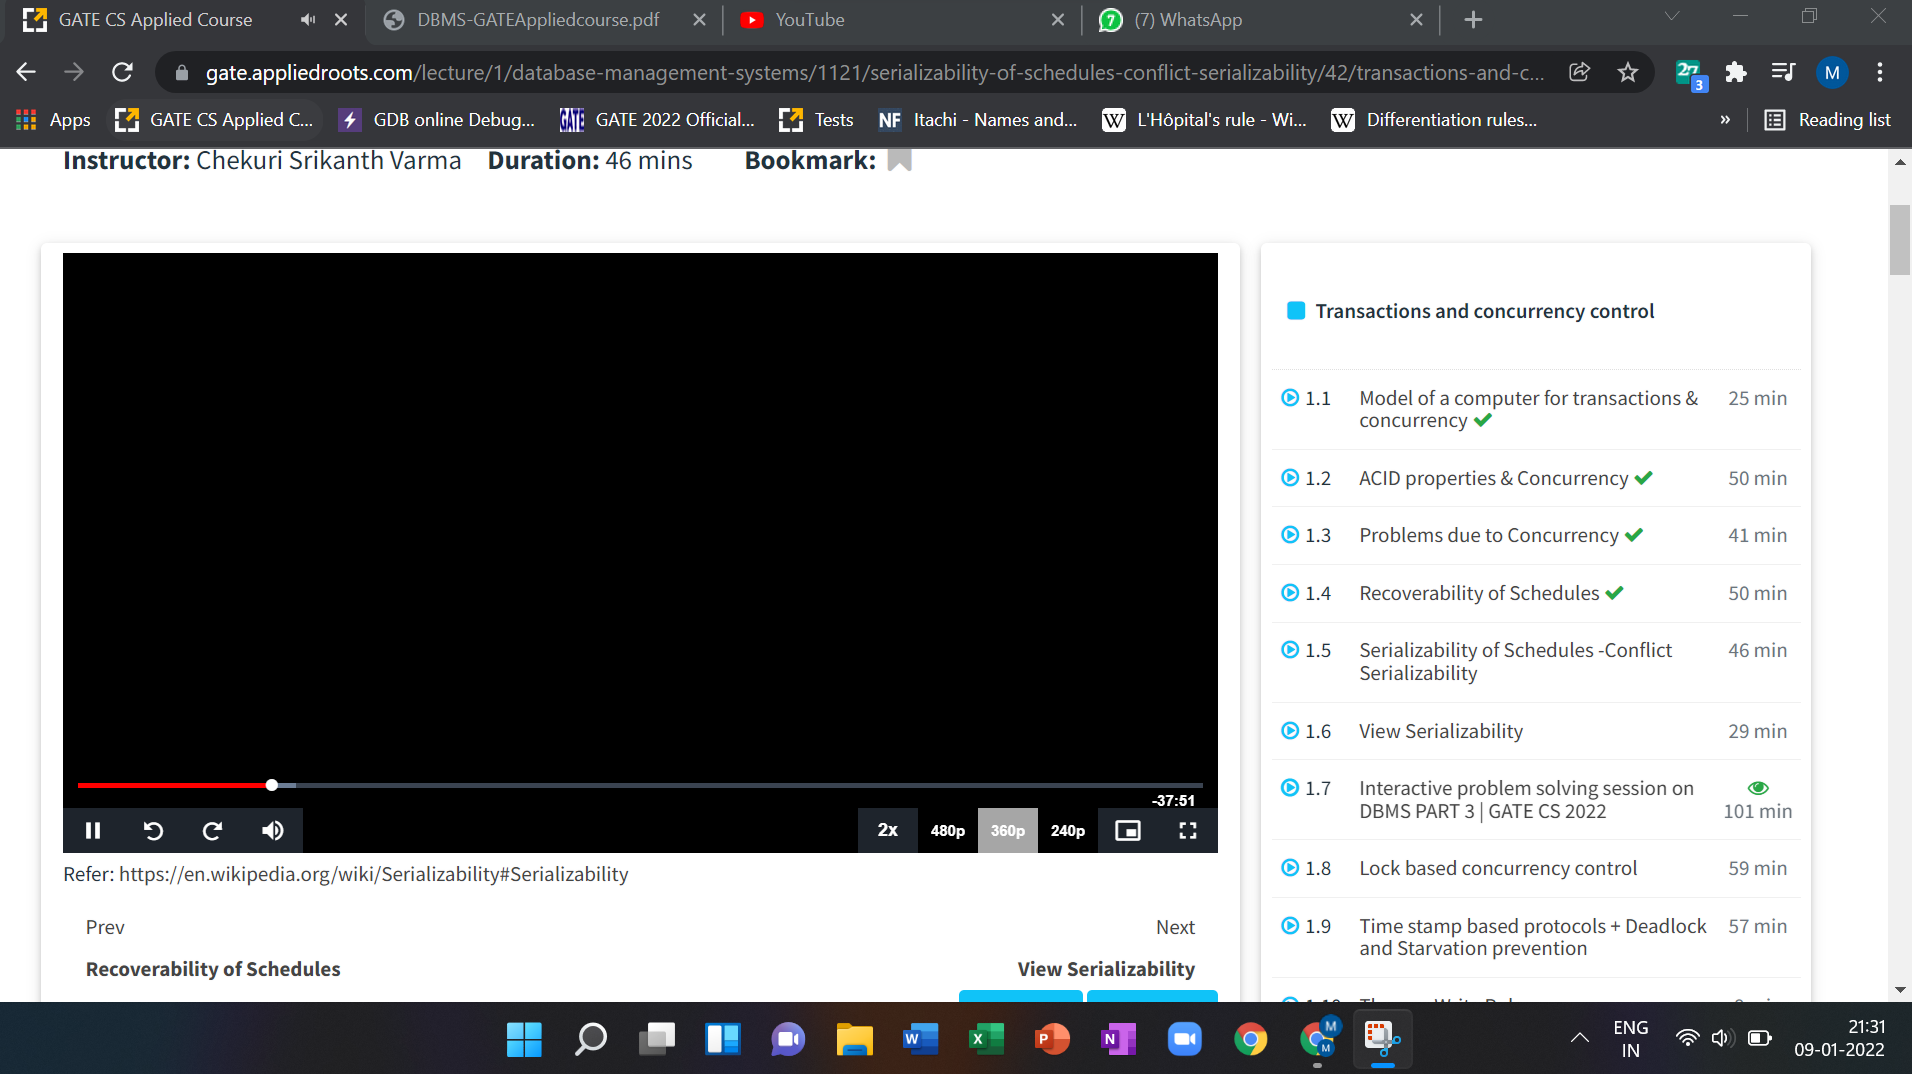 GATE CS Applied Course
DBMS-GATEAppliedcourse.pdf
YouTube
7 (7) WhatsApp
gate.appliedroots.com/lecture/1/database-management-systems/1121/serializability-of-schedules-conflict-serializability/42/transactions-and-c...
27 3
M
Apps
GATE CS Applied C...
GDB online Debug...
GATE GATE 2022 Official...
Tests
NF Itachi - Names and...
W L'Hôpital's rule - Wi...
W Differentiation rules...
»
Reading list
Instructor: Chekuri Srikanth Varma Duration: 46 mins Bookmark:
-37:51
2x 480p 360p 240p
Refer: https://en.wikipedia.org/wiki/Serializability#Serializability
Prev Next
Recoverability of Schedules View Serializability
Transactions and concurrency control
1.1 Model of a computer for transactions & 25 min
concurrency
1.2 ACID properties & Concurrency 50 min
1.3 Problems due to Concurrency 41 min
1.4 Recoverability of Schedules 50 min
1.5 Serializability of Schedules -Conflict 46 min
Serializability
1.6 View Serializability 29 min
1.7 Interactive problem solving session on
DBMS PART 3 | GATE CS 2022 101 min
1.8 Lock based concurrency control 59 min
1.9 Time stamp based protocols + Deadlock 57 min
and Starvation prevention
W X P N M M
ENG
IN
21:31
09-01-2022